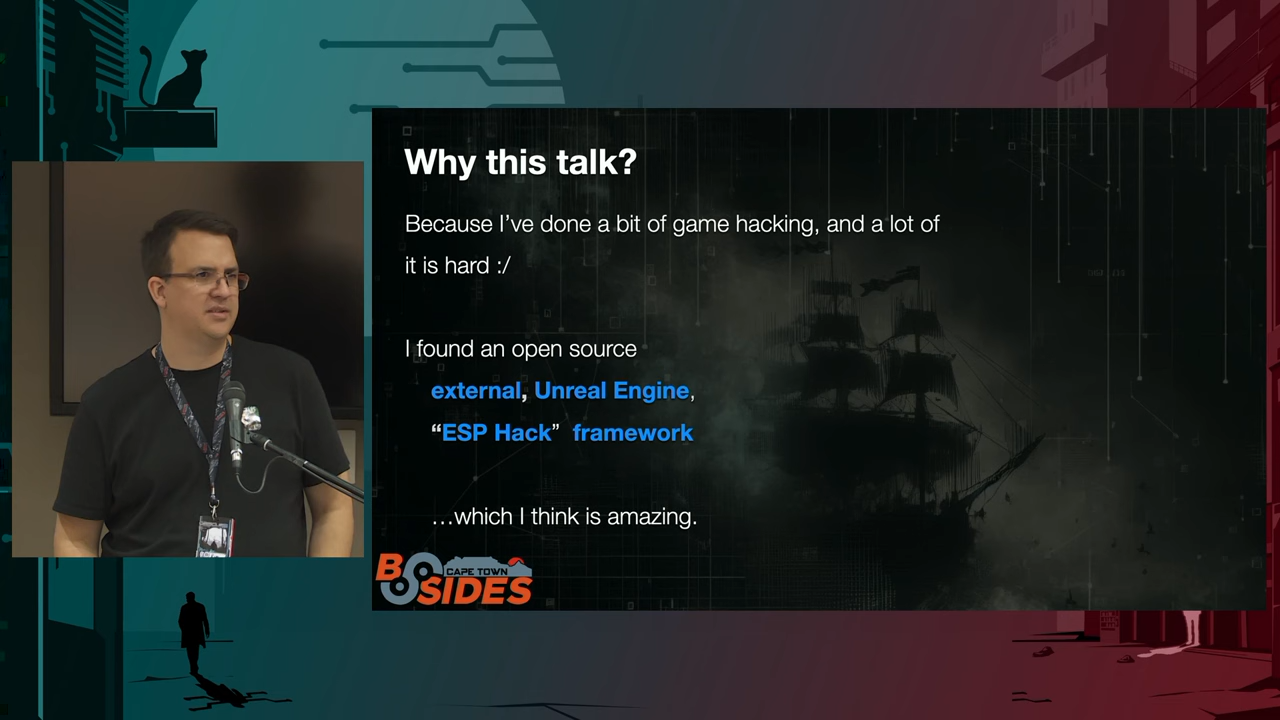 Why this talk?
Because I’ve done a bit of game hacking, and a lot of
it is hard :/
I found an open source
external, Unreal Engine,
“ESP Hack” framework
…which I think is amazing.
BSIDES
CAPE TOWN